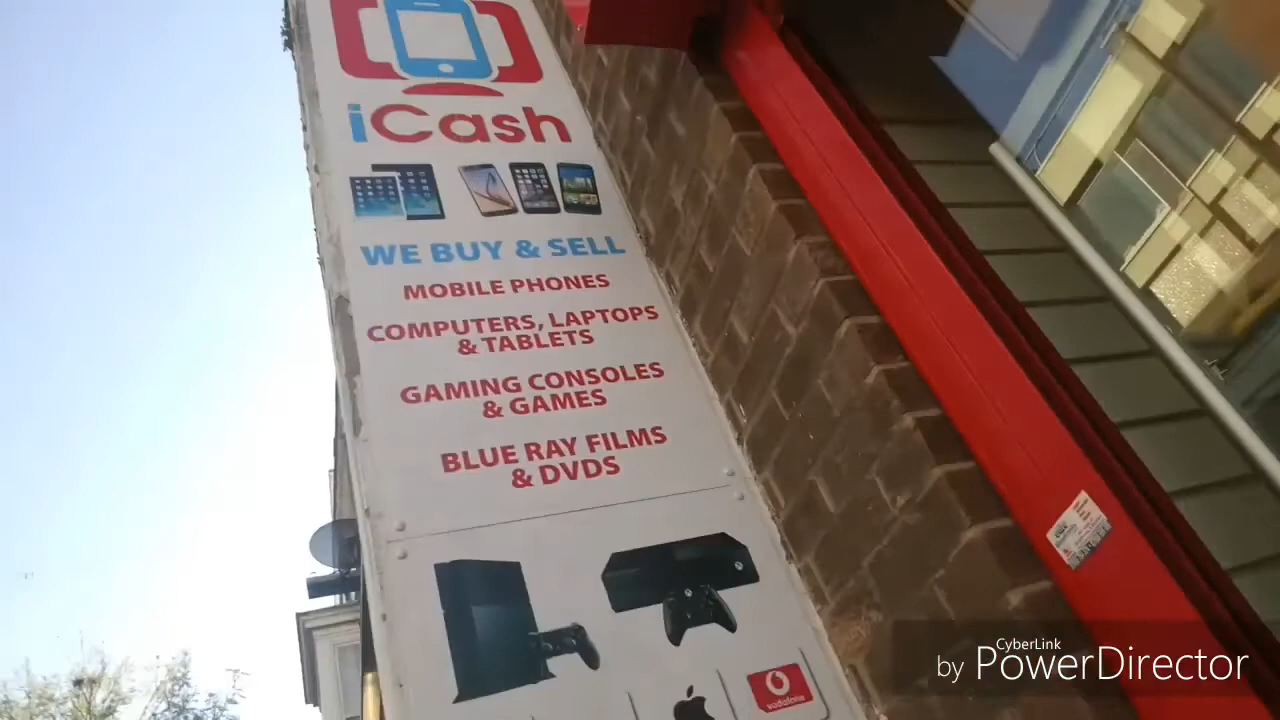 iCash
WE BUY & SELL
MOBILE PHONES
COMPUTERS, LAPTOPS
& TABLETS
GAMING CONSOLES
& GAMES
BLUE RAY FILMS
& DVDS
vodafone
CyberLink
by PowerDirector